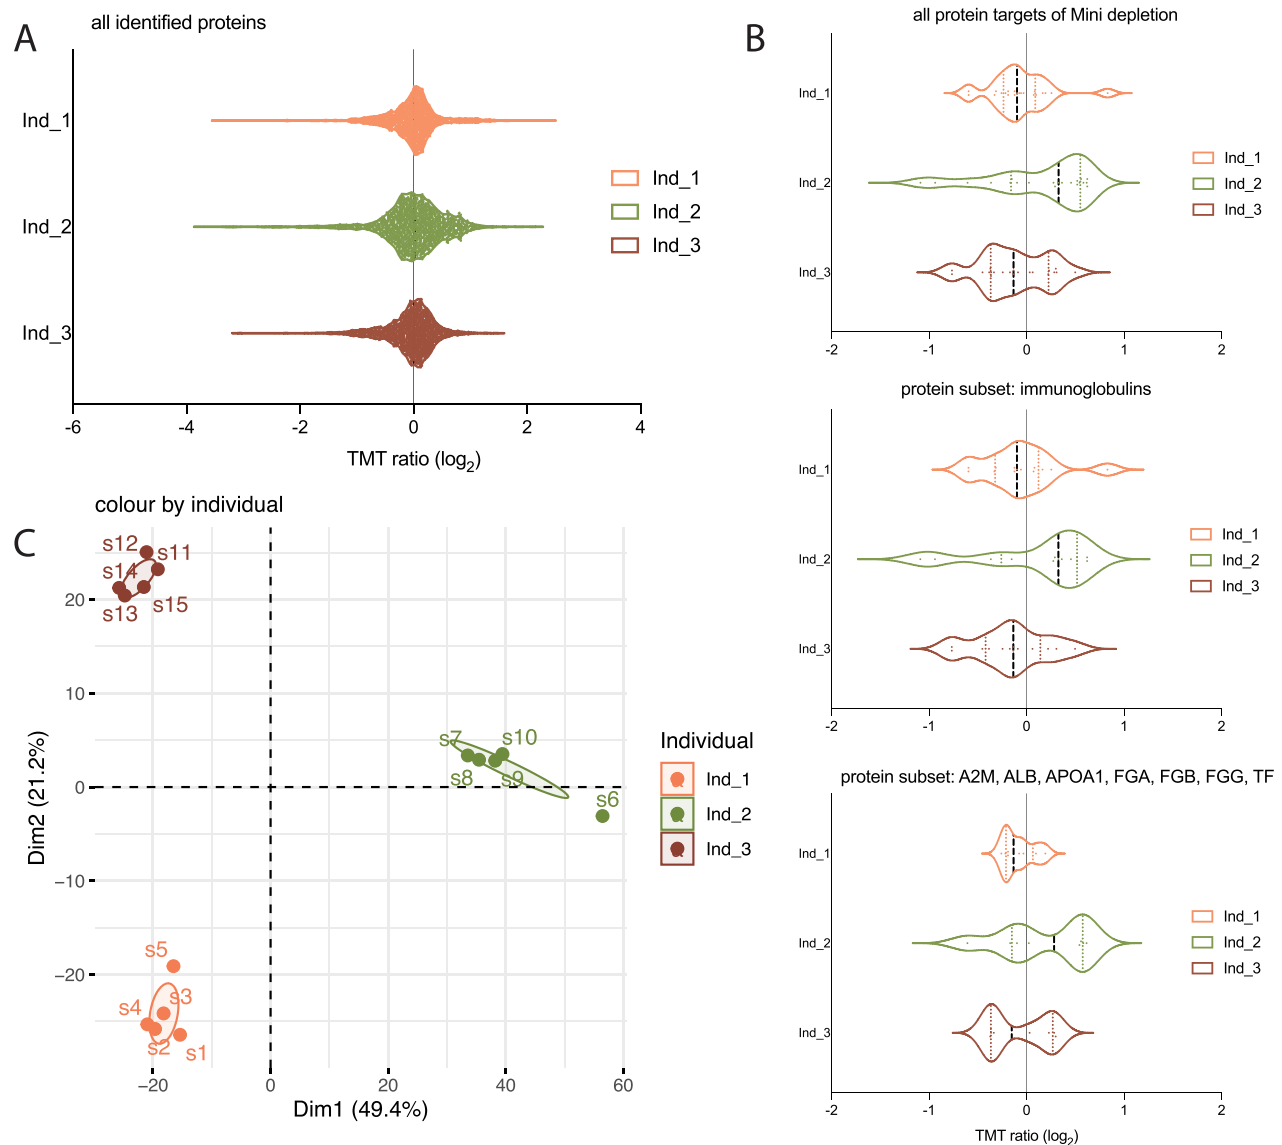 A
all identified proteins
Ind_1
Ind_2
Ind_3
Ind_1
Ind_2
Ind_3
-6 -4 -2 0 2 4
TMT ratio (log2)
B
all protein targets of Mini depletion
Ind_1
Ind_2
Ind_3
Ind_1
Ind_2
Ind_3
-2 -1 0 1 2
protein subset: immunoglobulins
Ind_1
Ind_2
Ind_3
Ind_1
Ind_2
Ind_3
-2 -1 0 1 2
protein subset: A2M, ALB, APOA1, FGA, FGB, FGG, TF
Ind_1
Ind_2
Ind_3
Ind_1
Ind_2
Ind_3
-2 -1 0 1 2
TMT ratio (log2)
C
colour by individual
s12 s11
s14
s13 s15
s7 s10
s8 s9
s6
s5
s4 s3
s2 s1
20
10
0
−10
−20
Dim2 (21.2%)
−20 0 20 40 60
Dim1 (49.4%)
Individual
Ind_1
Ind_2
Ind_3